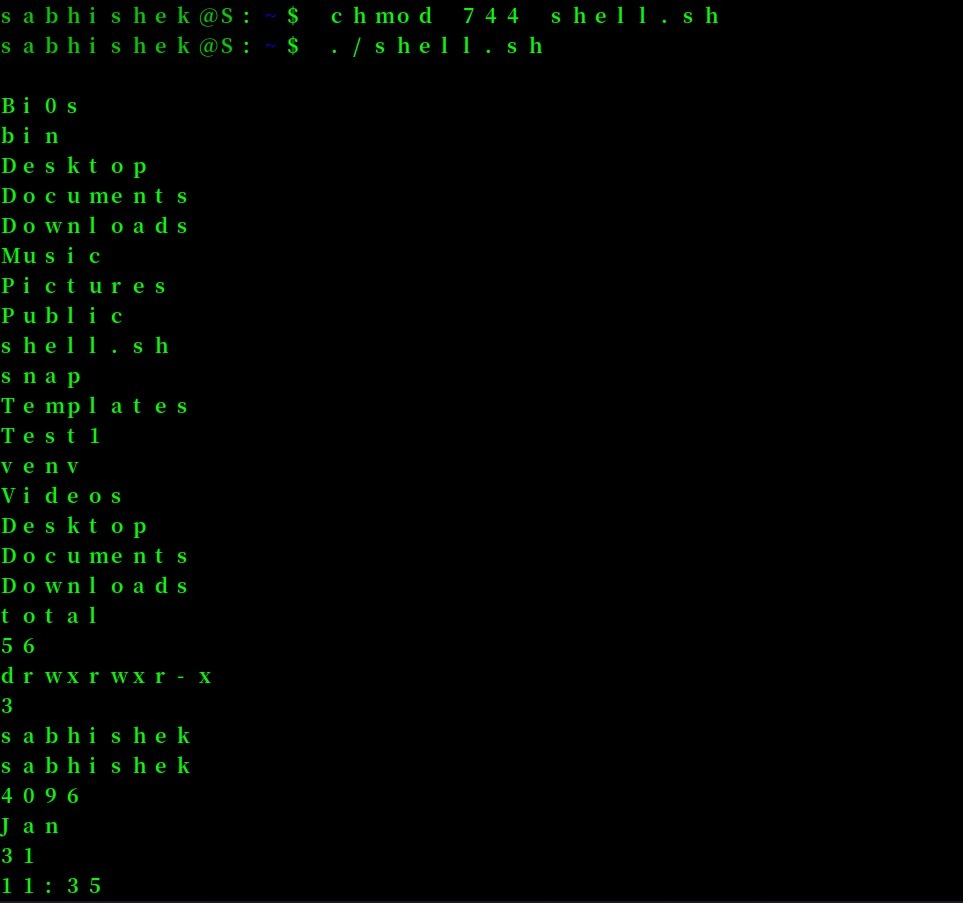 sabhishek@S:~$ chmod 744 shell.sh
sabhishek@S:~$ ./shell.sh
Bi0s
bin
Desktop
Documents
Downloads
Music
Pictures
Public
shell.sh
snap
Templates
Test1
venv
Videos
Desktop
Documents
Downloads
total
56
drwxrwxr-x
3
sabhishek
sabhishek
4096
Jan
31
11:35